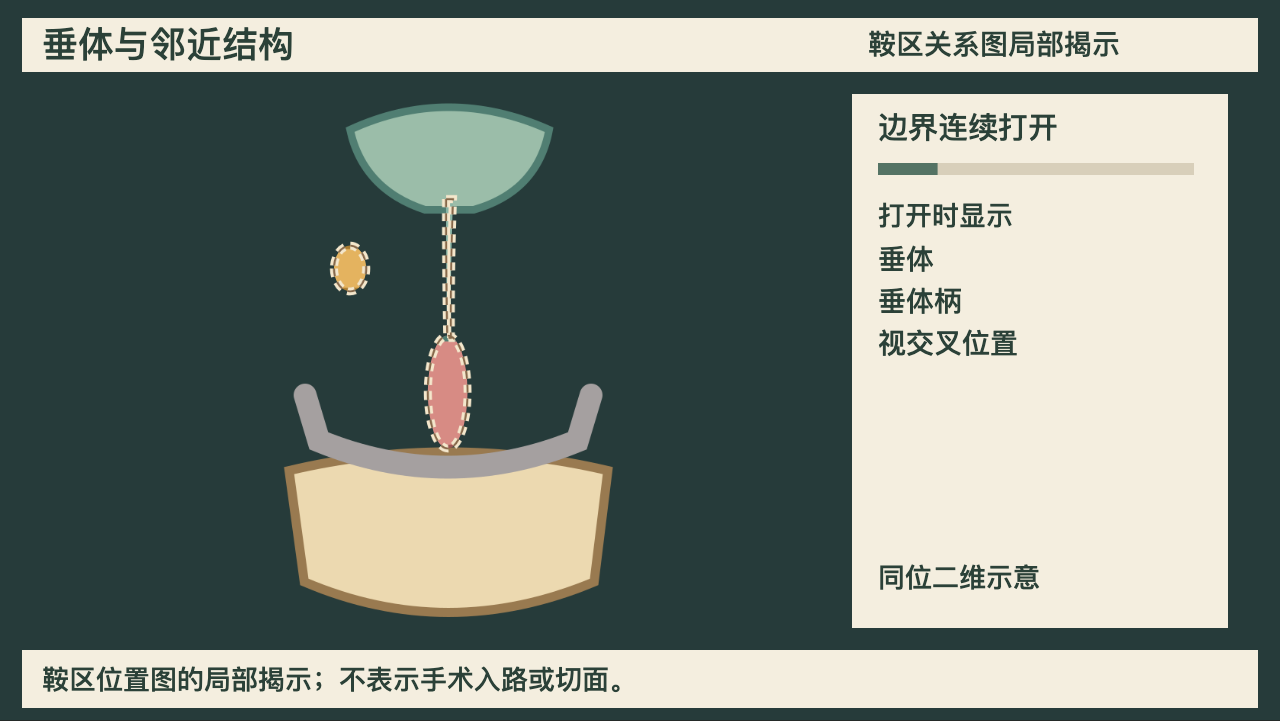 垂体与邻近结构
鞍区关系图局部揭示
边界连续打开
打开时显示
垂体
垂体柄
视交叉位置
同位二维示意
鞍区位置图的局部揭示；不表示手术入路或切面。